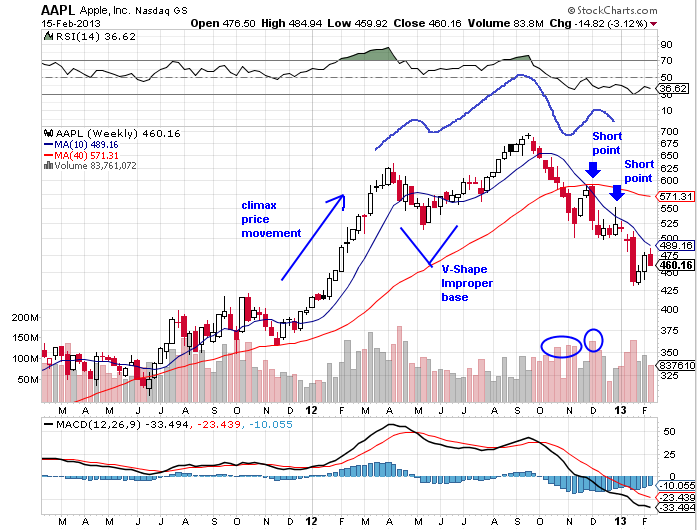 AAPL Apple, Inc. Nasdaq GS
© StockCharts.com
15-Feb-2013
Open 476.50 High 484.94 Low 459.92 Close 460.16 Volume 83.8M Chg -14.82 (-3.12%)
RSI(14) 36.62
90
70
50
36.62
30
10
AAPL (Weekly) 460.16
MA(10) 489.16
MA(40) 571.31
Volume 83,761,072
700
675
650
625
600
571.31
550
525
500
489.16
475
460.16
450
425
400
375
350
325
200M
150M
100M
50M
837610
climax
price
movement
V-Shape
Improper
base
Short
point
Short
point
M A M J J A S O N D 12 F M A M J J A S O N D 13 F
MACD(12,26,9) -33.494, -23.439, -10.055
50
25
0
-10.055
-23.439
-33.494
M A M J J A S O N D 12 F M A M J J A S O N D 13 F